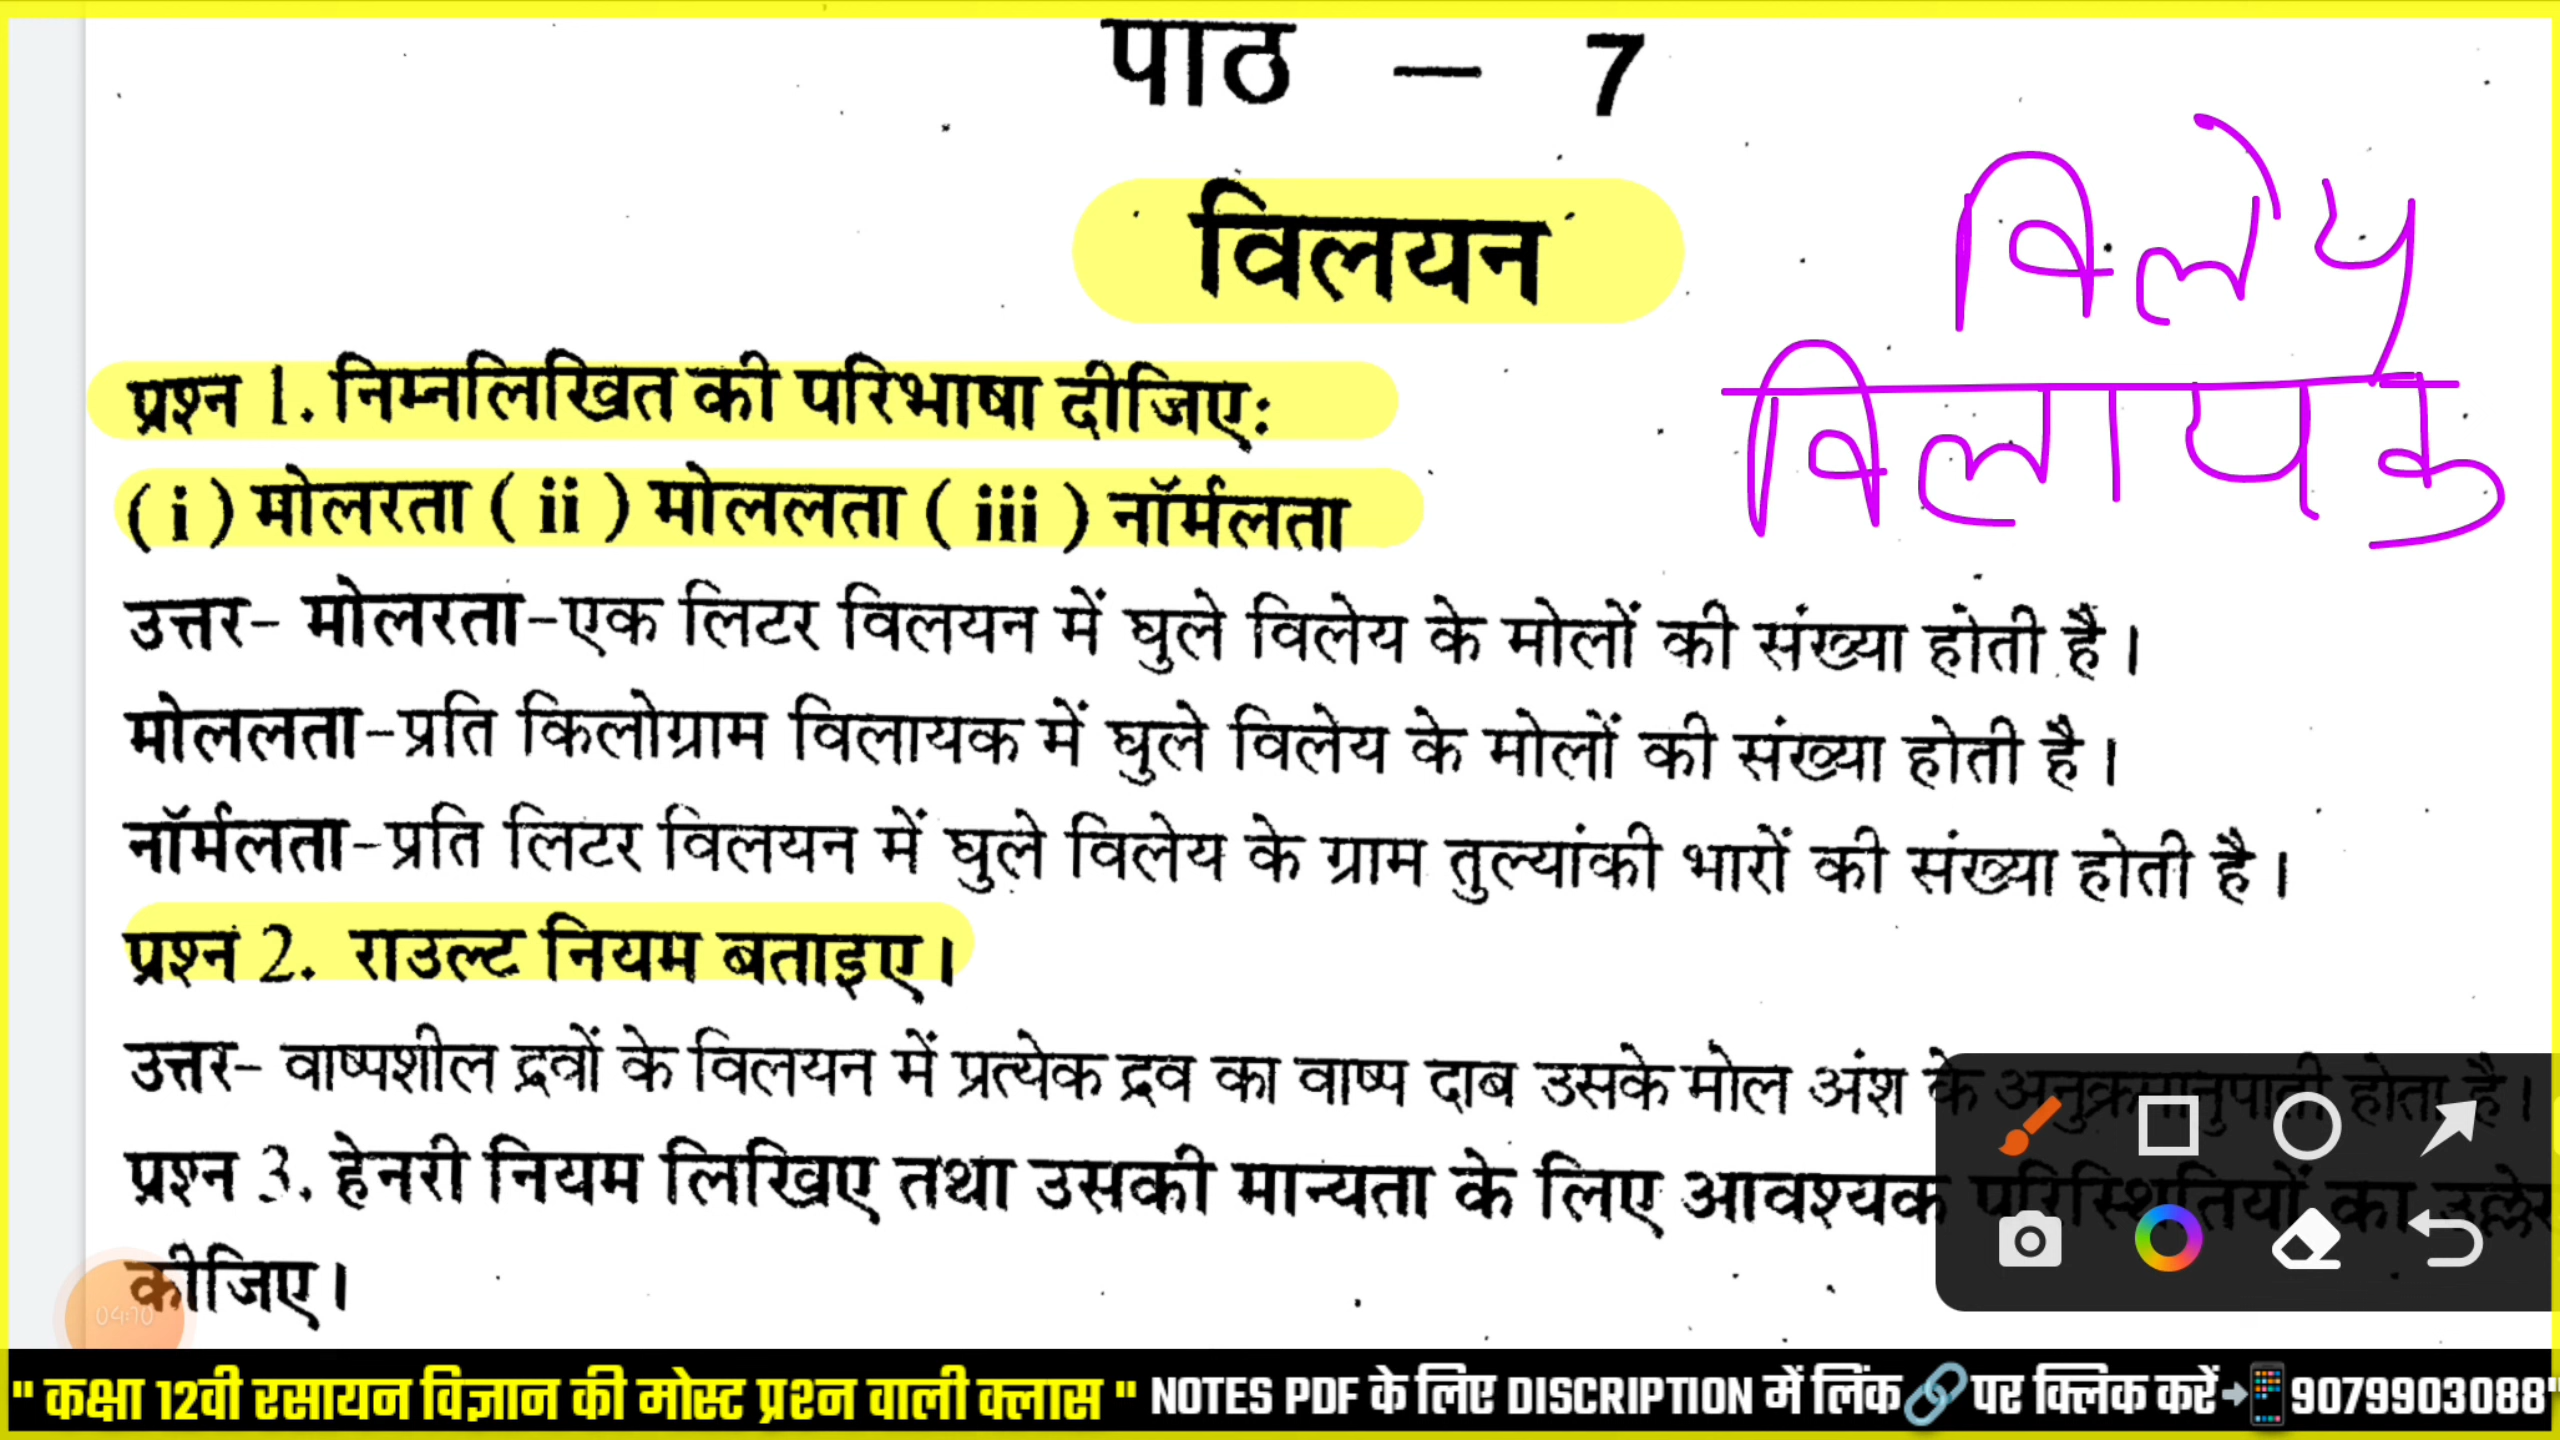 पाठ – 7
विलयन
विलेय
विलायक
प्रश्न 1. निम्नलिखित की परिभाषा दीजिए:
( i ) मोलरता ( ii ) मोललता ( iii ) नॉर्मलता
उत्तर- मोलरता-एक लिटर विलयन में घुले विलेय के मोलों की संख्या होती है।
मोललता-प्रति किलोग्राम विलायक में घुले विलेय के मोलों की संख्या होती है।
नॉर्मलता-प्रति लिटर विलयन में घुले विलेय के ग्राम तुल्यांकी भारों की संख्या होती है।
प्रश्न 2. राउल्ट नियम बताइए।
उत्तर- वाष्पशील द्रवों के विलयन में प्रत्येक द्रव का वाष्प दाब उसके मोल अंश के अनुक्रमानुपाती होता है।
प्रश्न 3. हेनरी नियम लिखिए तथा उसकी मान्यता के लिए आवश्यक परिस्थितियों का
कीजिए।
04:10
" कक्षा 12वी रसायन विज्ञान की मोस्ट प्रश्न वाली क्लास " NOTES PDF के लिए DISCRIPTION में लिंक पर क्लिक करें 9079903088"